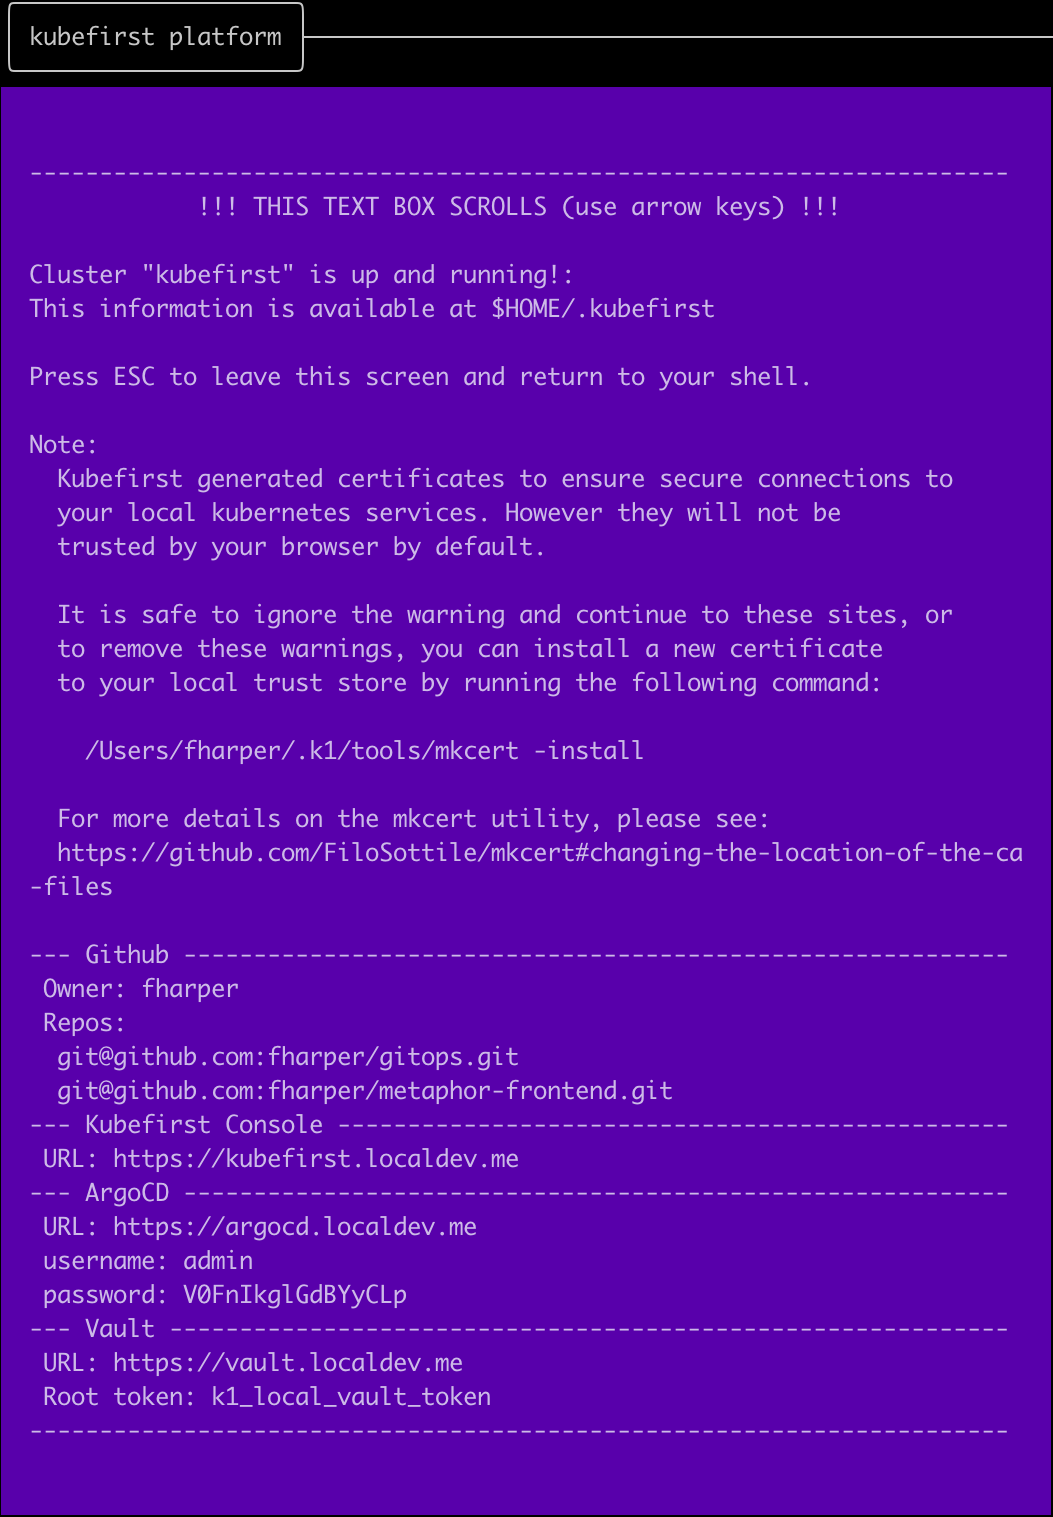 kubefirst platform
----------------------------------------------------------------------
!!! THIS TEXT BOX SCROLLS (use arrow keys) !!!
Cluster "kubefirst" is up and running!:
This information is available at $HOME/.kubefirst
Press ESC to leave this screen and return to your shell.
Note:
Kubefirst generated certificates to ensure secure connections to
your local kubernetes services. However they will not be
trusted by your browser by default.
It is safe to ignore the warning and continue to these sites, or
to remove these warnings, you can install a new certificate
to your local trust store by running the following command:
/Users/fharper/.k1/tools/mkcert -install
For more details on the mkcert utility, please see:
https://github.com/FiloSottile/mkcert#changing-the-location-of-the-ca
-files
--- Github -----------------------------------------------------------
Owner: fharper
Repos:
git@github.com:fharper/gitops.git
git@github.com:fharper/metaphor-frontend.git
--- Kubefirst Console ------------------------------------------------
URL: https://kubefirst.localdev.me
--- ArgoCD -----------------------------------------------------------
URL: https://argocd.localdev.me
username: admin
password: V0FnIkglGdBYyCLp
--- Vault ------------------------------------------------------------
URL: https://vault.localdev.me
Root token: k1_local_vault_token
----------------------------------------------------------------------